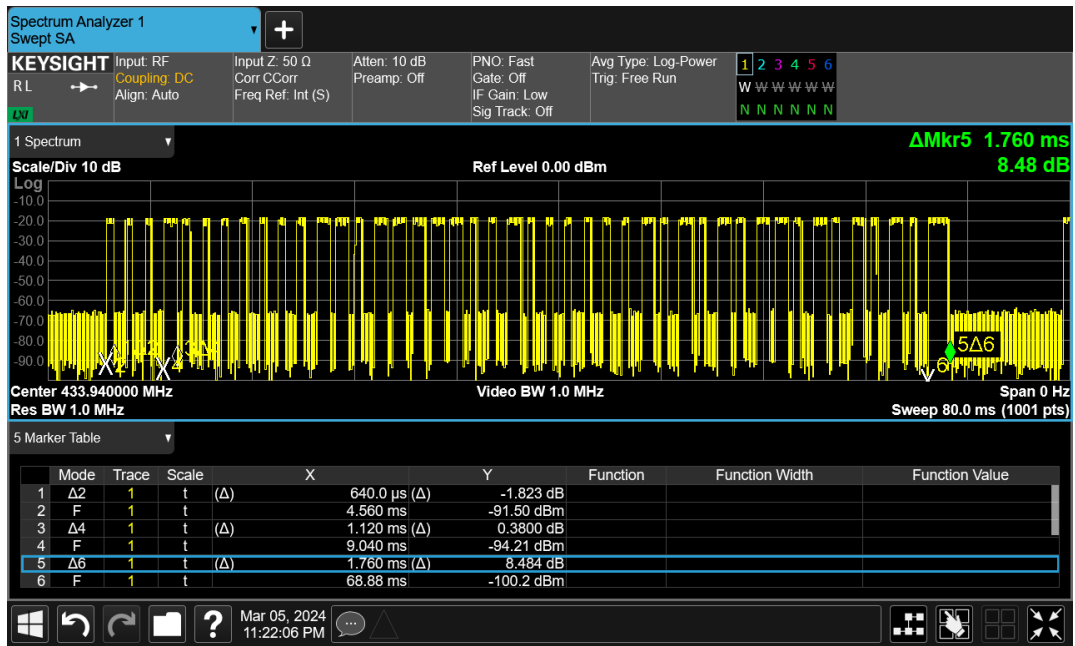 Spectrum Analyzer 1
Swept SA
+
KEYSIGHT Input: RF Input Z: 50 Ω Atten: 10 dB PNO: Fast Avg Type: Log-Power 1 2 3 4 5 6
R L Coupling: DC Corr CCorr Preamp: Off Gate: Off Trig: Free Run W W W W W W
Align: Auto Freq Ref: Int (S) IF Gain: Low
LXI Sig Track: Off N N N N N N
1 Spectrum ΔMkr5 1.760 ms
Scale/Div 10 dB Ref Level 0.00 dBm 8.48 dB
Log
-10.0
-20.0
-30.0
-40.0
-50.0
-60.0
-70.0
-80.0
-90.0
5Δ6
6
Center 433.940000 MHz Video BW 1.0 MHz Span 0 Hz
Res BW 1.0 MHz Sweep 80.0 ms (1001 pts)
5 Marker Table
Mode Trace Scale X Y Function Function Width Function Value
1 Δ2 1 t (Δ) 640.0 µs (Δ) -1.823 dB
2 F 1 t 4.560 ms -91.50 dBm
3 Δ4 1 t (Δ) 1.120 ms (Δ) 0.3800 dB
4 F 1 t 9.040 ms -94.21 dBm
5 Δ6 1 t (Δ) 1.760 ms (Δ) 8.484 dB
6 F 1 t 68.88 ms -100.2 dBm
? Mar 05, 2024
11:22:06 PM